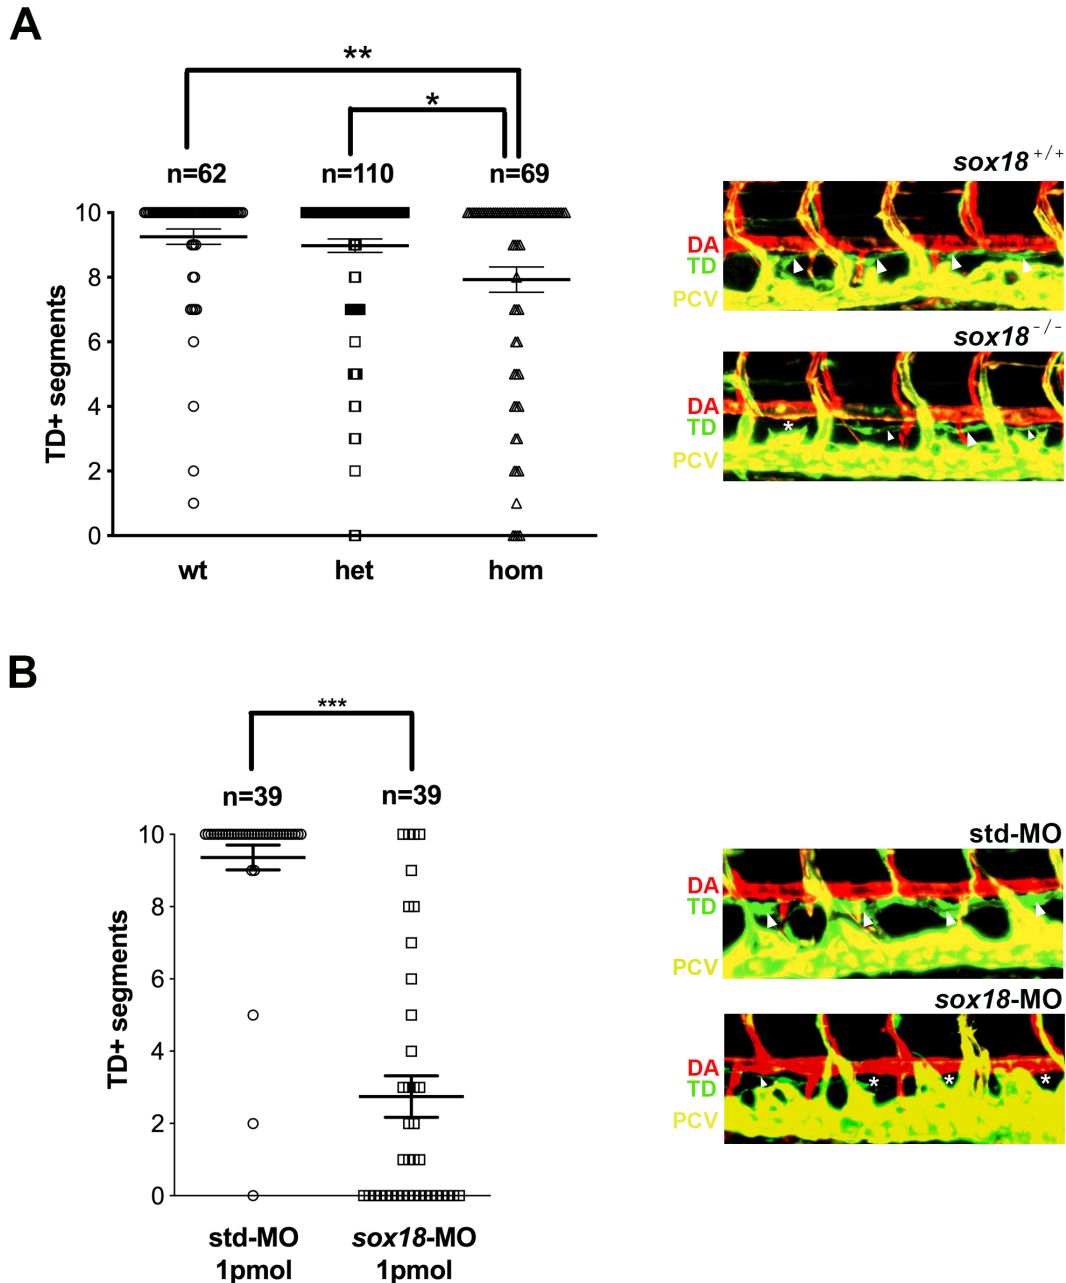 A
**
*
n=62 n=110 n=69
10
8
6
4
2
0
TD+ segments
wt het hom
sox18 +/+
DA
TD
PCV
sox18 -/-
DA
TD
PCV
*
B
***
n=39 n=39
10
8
6
4
2
0
TD+ segments
std-MO sox18-MO
1pmol 1pmol
std-MO
DA
TD
PCV
sox18-MO
DA
TD
PCV
* * *